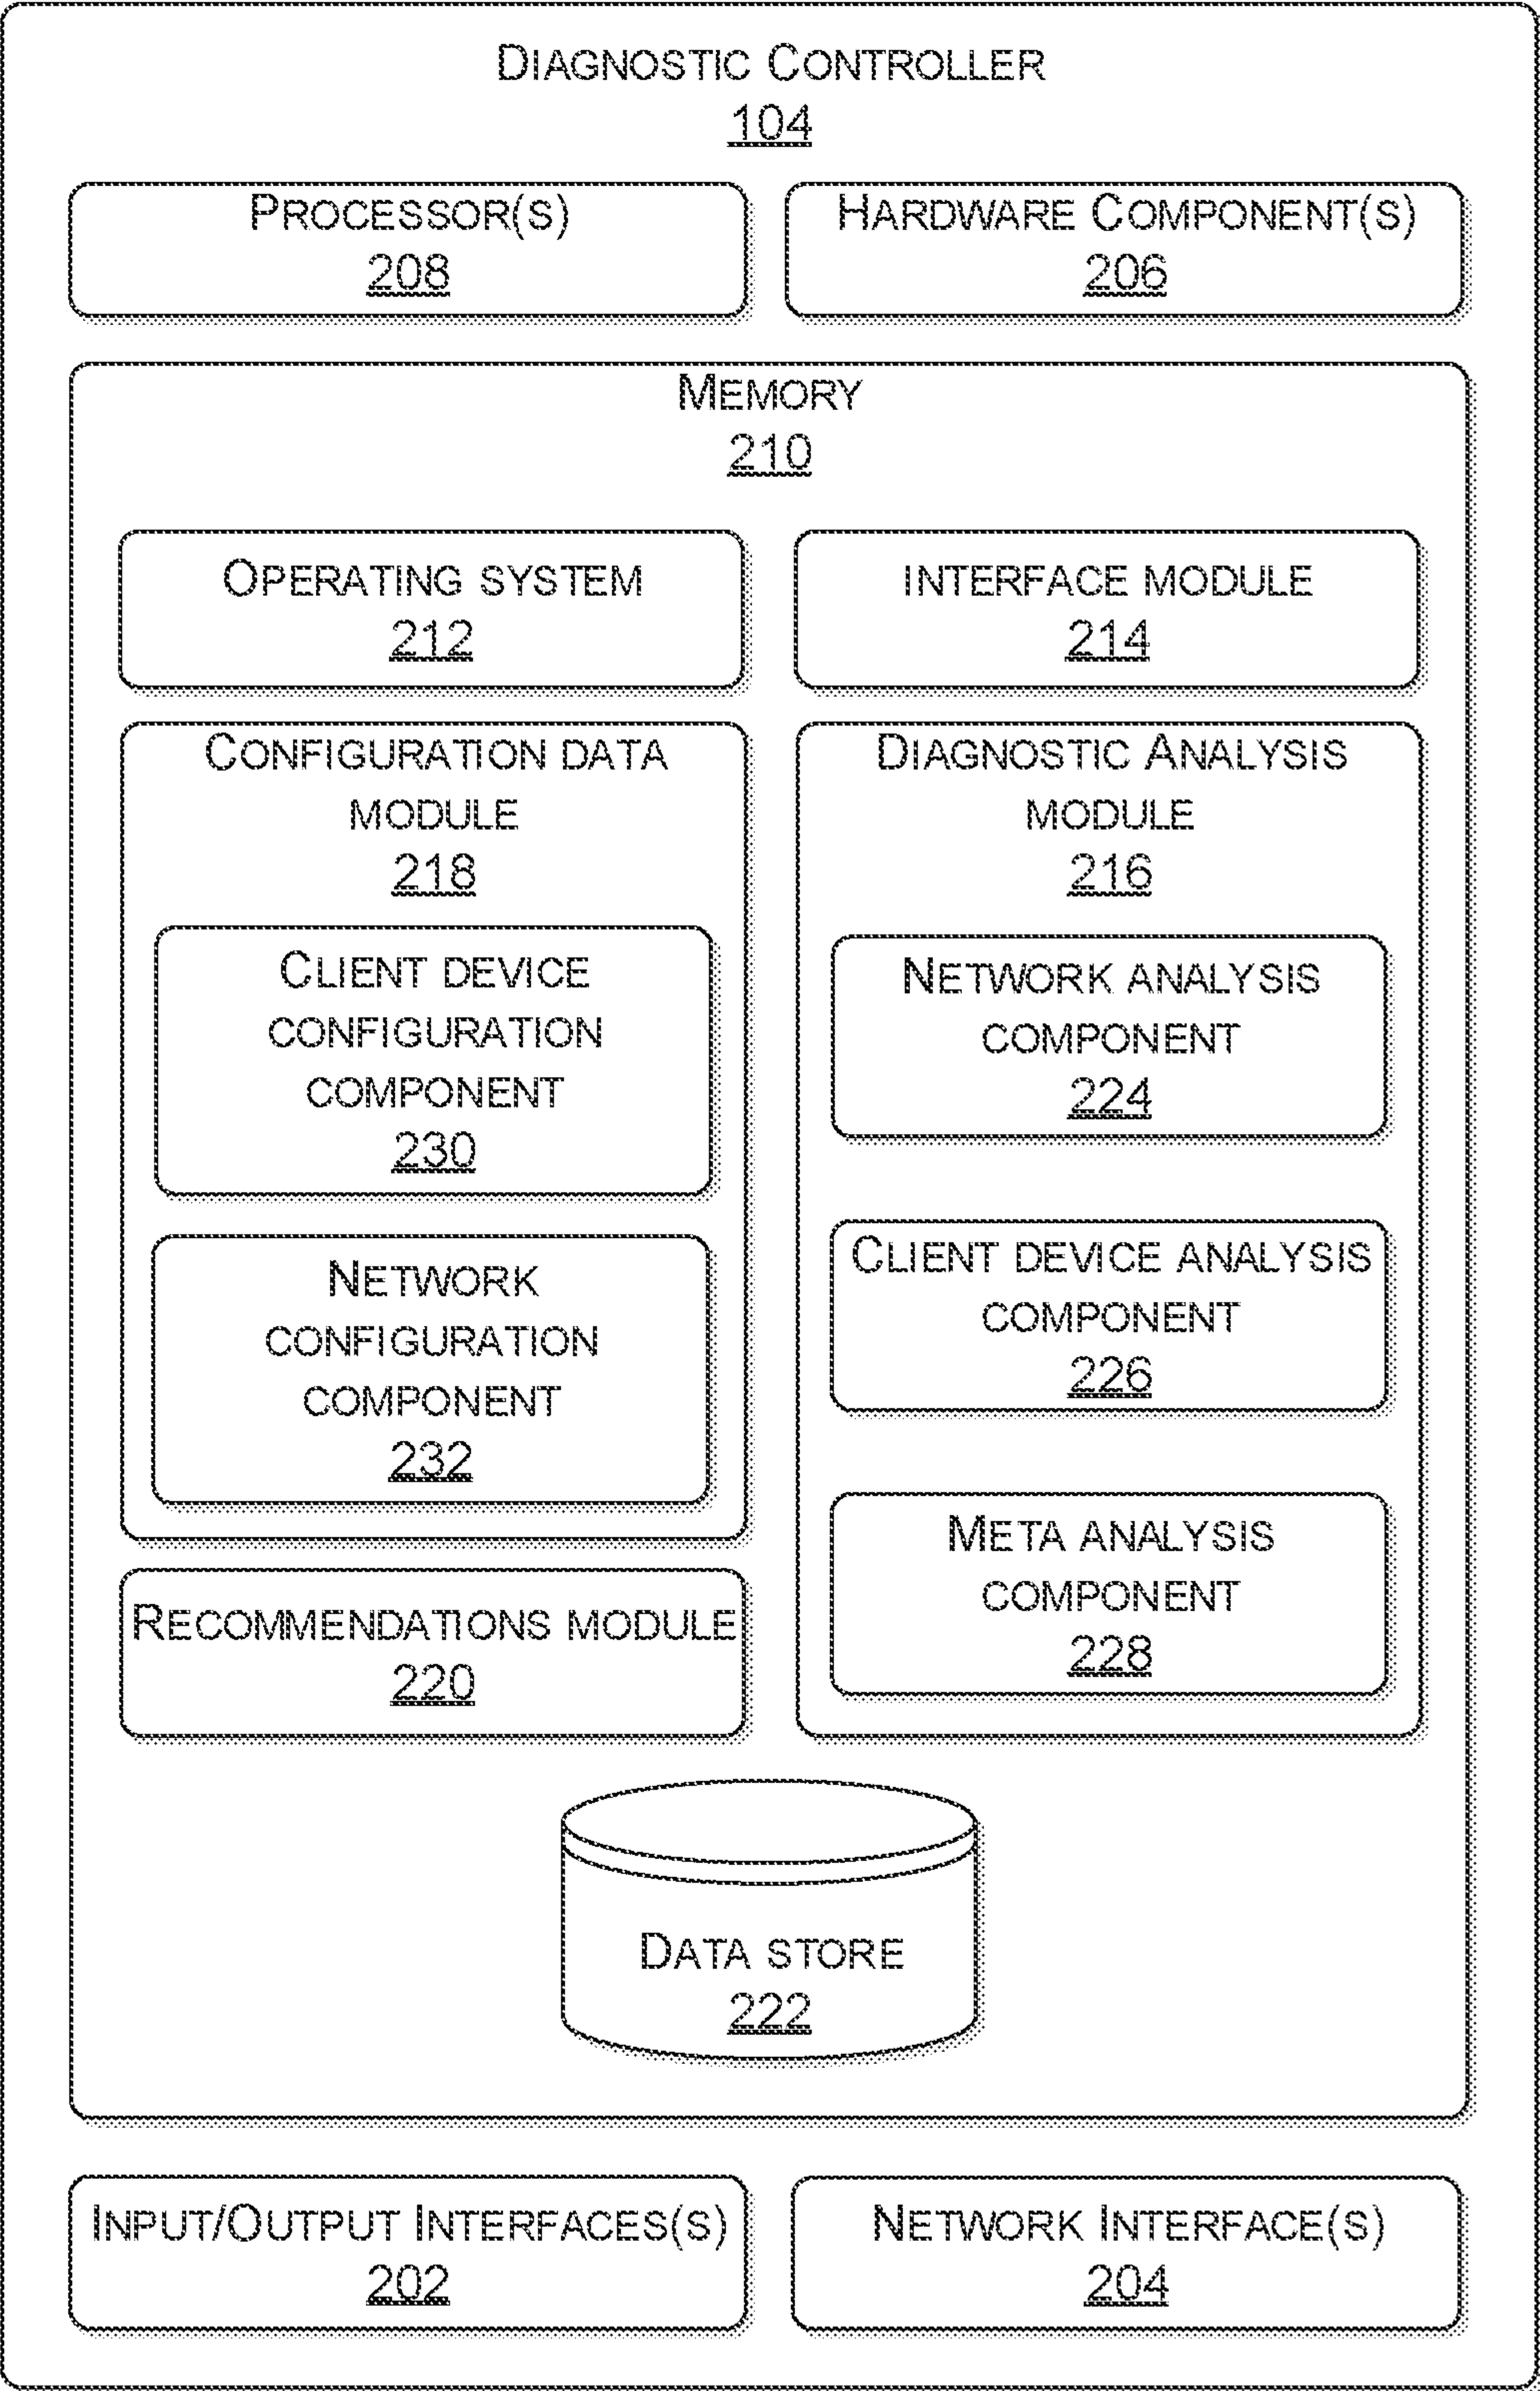 DIAGNOSTIC CONTROLLER
104
PROCESSOR(S)
208
HARDWARE COMPONENT(S)
206
MEMORY
210
OPERATING SYSTEM
212
INTERFACE MODULE
214
CONFIGURATION DATA
MODULE
218
CLIENT DEVICE
CONFIGURATION
COMPONENT
230
NETWORK
CONFIGURATION
COMPONENT
232
RECOMMENDATIONS MODULE
220
DIAGNOSTIC ANALYSIS
MODULE
216
NETWORK ANALYSIS
COMPONENT
224
CLIENT DEVICE ANALYSIS
COMPONENT
226
META ANALYSIS
COMPONENT
228
DATA STORE
222
INPUT/OUTPUT INTERFACES(S)
202
NETWORK INTERFACE(S)
204